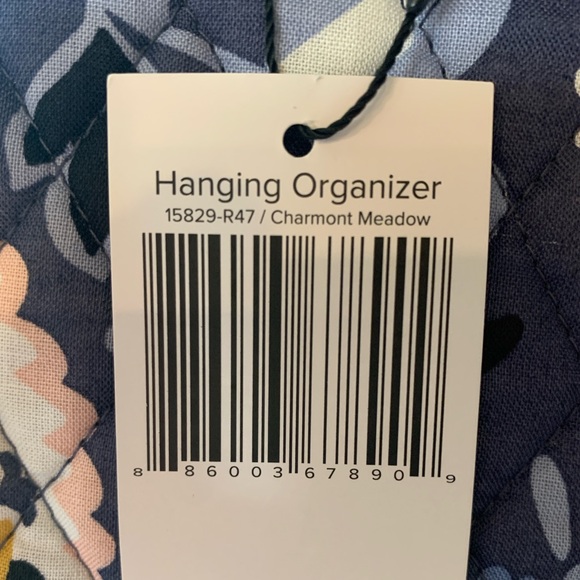 Hanging Organizer
15829-R47 / Charmont Meadow
8 86003 67890 9